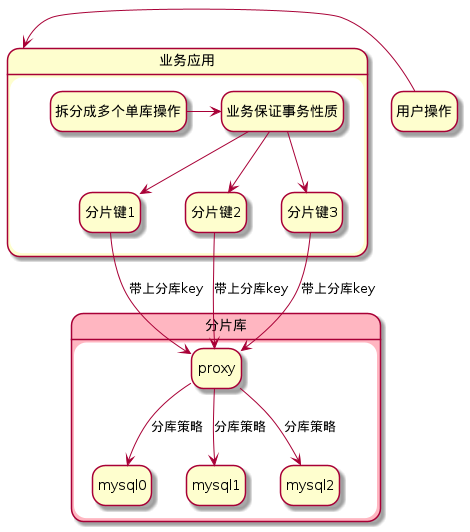 业务应用
拆分成多个单库操作
业务保证事务性质
用户操作
分片键1
分片键2
分片键3
带上分库key
带上分库key
带上分库key
分片库
proxy
分库策略
分库策略
分库策略
mysql0
mysql1
mysql2